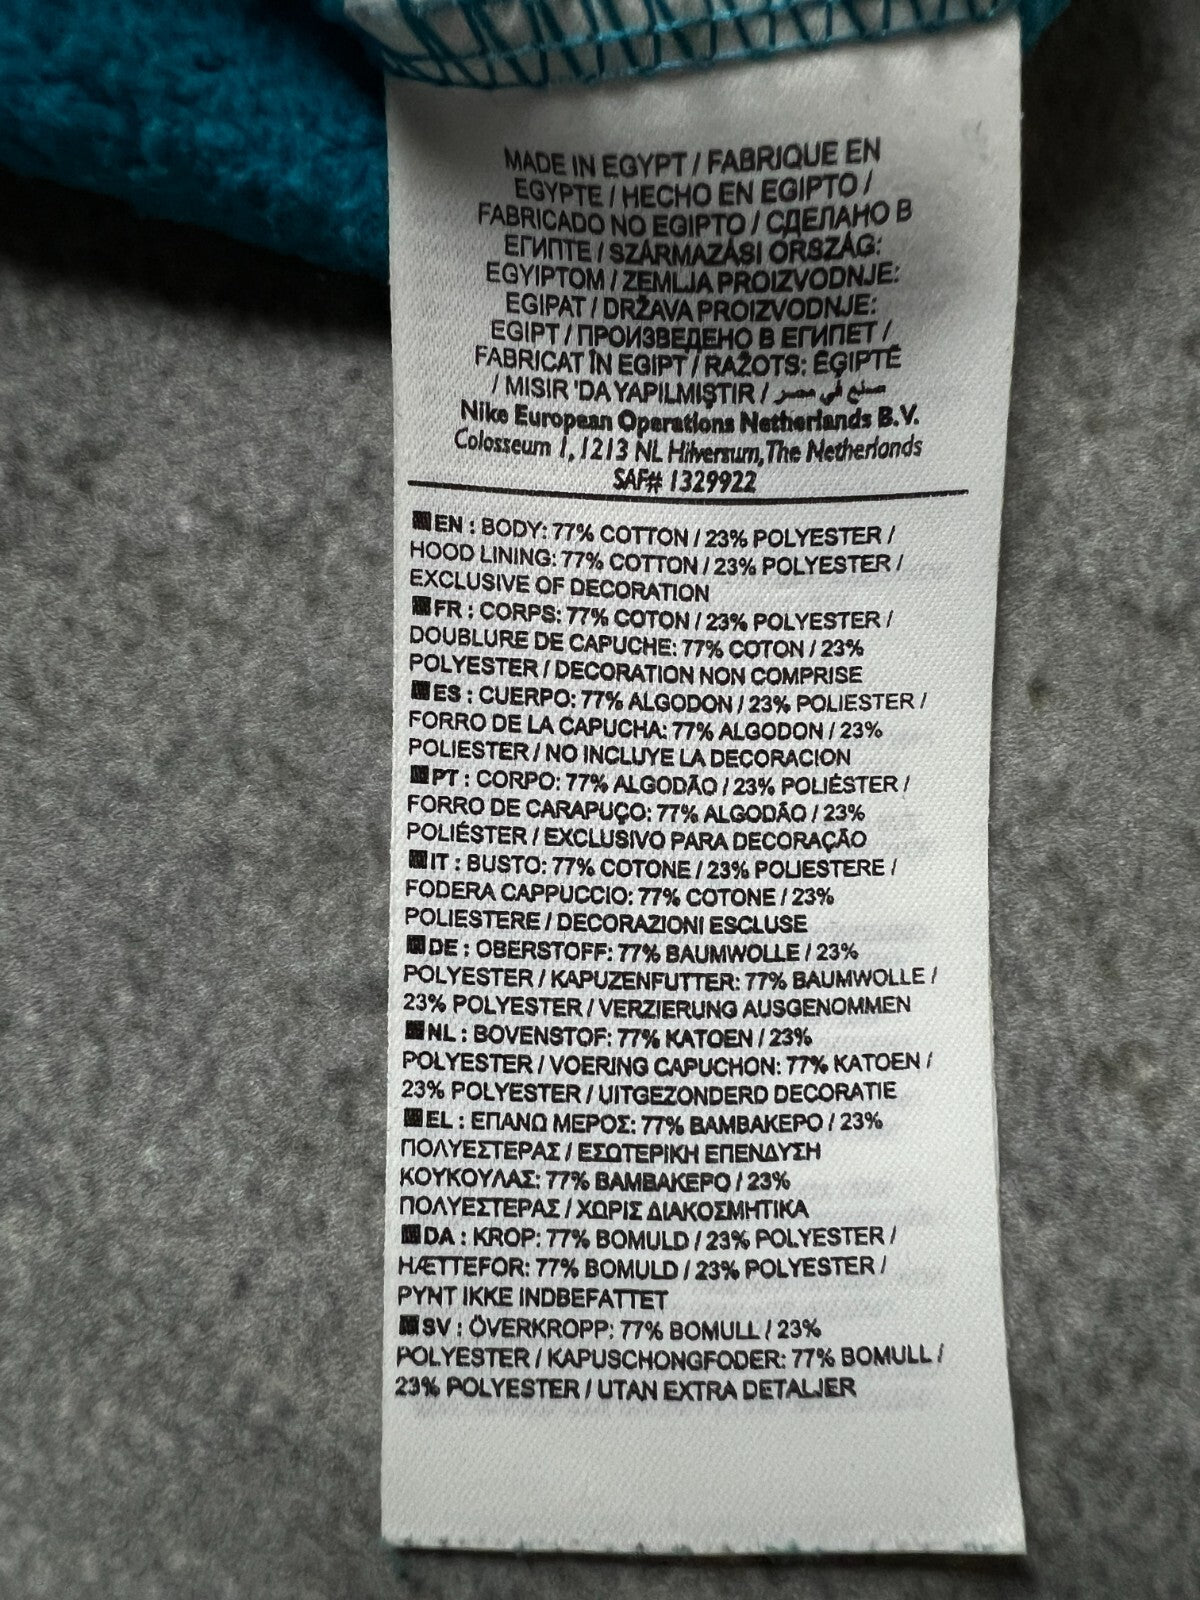 MADE IN EGYPT / FABRIQUE EN
EGYPTE / HECHO EN EGIPTO /
FABRICADO NO EGIPTO / СДЕЛАНО В
ЕГИПТЕ / SZÁRMAZÁSI ORSZÁG:
EGYIPTOM / ZEMLJA PROIZVODNJE:
EGIPAT / DRŽAVA PROIZVODNJE:
EGIPT / ПРОИЗВЕДЕНО В ЕГИПЕТ /
FABRICAT ÎN EGIPT / RAŽOTS: ĒĢIPTĒ
/ MISIR 'DA YAPILMIŞTIR / صنع في مصر
Nike European Operations Netherlands B.V.
Colosseum 1, 1213 NL Hilversum, The Netherlands
SAF# 1329922
EN : BODY: 77% COTTON / 23% POLYESTER /
HOOD LINING: 77% COTTON / 23% POLYESTER /
EXCLUSIVE OF DECORATION
FR : CORPS: 77% COTON / 23% POLYESTER /
DOUBLURE DE CAPUCHE: 77% COTON / 23%
POLYESTER / DECORATION NON COMPRISE
ES : CUERPO: 77% ALGODON / 23% POLIESTER /
FORRO DE LA CAPUCHA: 77% ALGODON / 23%
POLIESTER / NO INCLUYE LA DECORACION
PT : CORPO: 77% ALGODÃO / 23% POLIÉSTER /
FORRO DE CARAPUÇO: 77% ALGODÃO / 23%
POLIÉSTER / EXCLUSIVO PARA DECORAÇÃO
IT : BUSTO: 77% COTONE / 23% POLIESTERE /
FODERA CAPPUCCIO: 77% COTONE / 23%
POLIESTERE / DECORAZIONI ESCLUSE
DE : OBERSTOFF: 77% BAUMWOLLE / 23%
POLYESTER / KAPUZENFUTTER: 77% BAUMWOLLE /
23% POLYESTER / VERZIERUNG AUSGENOMMEN
NL : BOVENSTOF: 77% KATOEN / 23%
POLYESTER / VOERING CAPUCHON: 77% KATOEN /
23% POLYESTER / UITGEZONDERD DECORATIE
EL : ΕΠΑΝΩ ΜΕΡΟΣ: 77% ΒΑΜΒΑΚΕΡΟ / 23%
ΠΟΛΥΕΣΤΕΡΑΣ / ΕΣΩΤΕΡΙΚΗ ΕΠΕΝΔΥΣΗ
ΚΟΥΚΟΥΛΑΣ: 77% ΒΑΜΒΑΚΕΡΟ / 23%
ΠΟΛΥΕΣΤΕΡΑΣ / ΧΩΡΙΣ ΔΙΑΚΟΣΜΗΤΙΚΑ
DA : KROP: 77% BOMULD / 23% POLYESTER /
HÆTTEFOR: 77% BOMULD / 23% POLYESTER /
PYNT IKKE INDBEFATTET
SV : ÖVERKROPP: 77% BOMULL / 23%
POLYESTER / KAPUSCHONGFODER: 77% BOMULL /
23% POLYESTER / UTAN EXTRA DETALJER